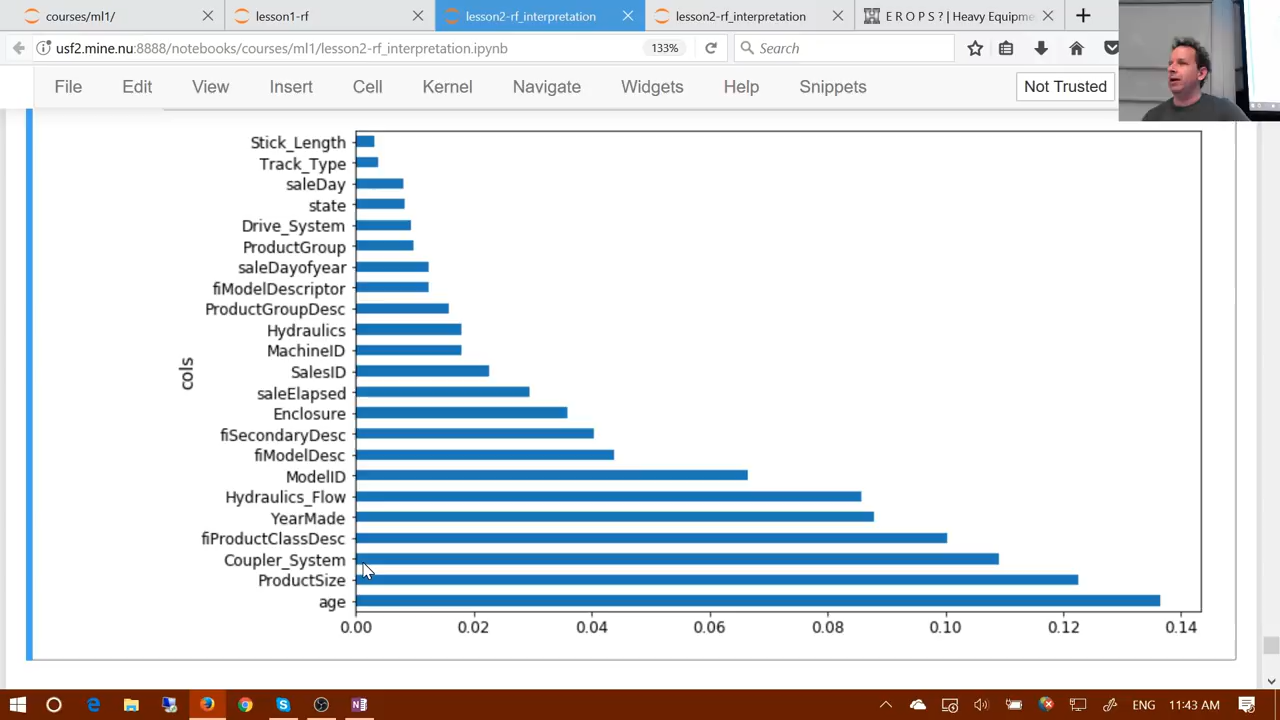 courses/ml1/
lesson1-rf
lesson2-rf_interpretation
lesson2-rf_interpretation
E R O P S ? | Heavy Equipme
usf2.mine.nu:8888/notebooks/courses/ml1/lesson2-rf_interpretation.ipynb
133%
Search
File Edit View Insert Cell Kernel Navigate Widgets Help Snippets
Not Trusted
cols
Stick_Length
Track_Type
saleDay
state
Drive_System
ProductGroup
saleDayofyear
fiModelDescriptor
ProductGroupDesc
Hydraulics
MachineID
SalesID
saleElapsed
Enclosure
fiSecondaryDesc
fiModelDesc
ModelID
Hydraulics_Flow
YearMade
fiProductClassDesc
Coupler_System
ProductSize
age
0.00 0.02 0.04 0.06 0.08 0.10 0.12 0.14
ENG
11:43 AM